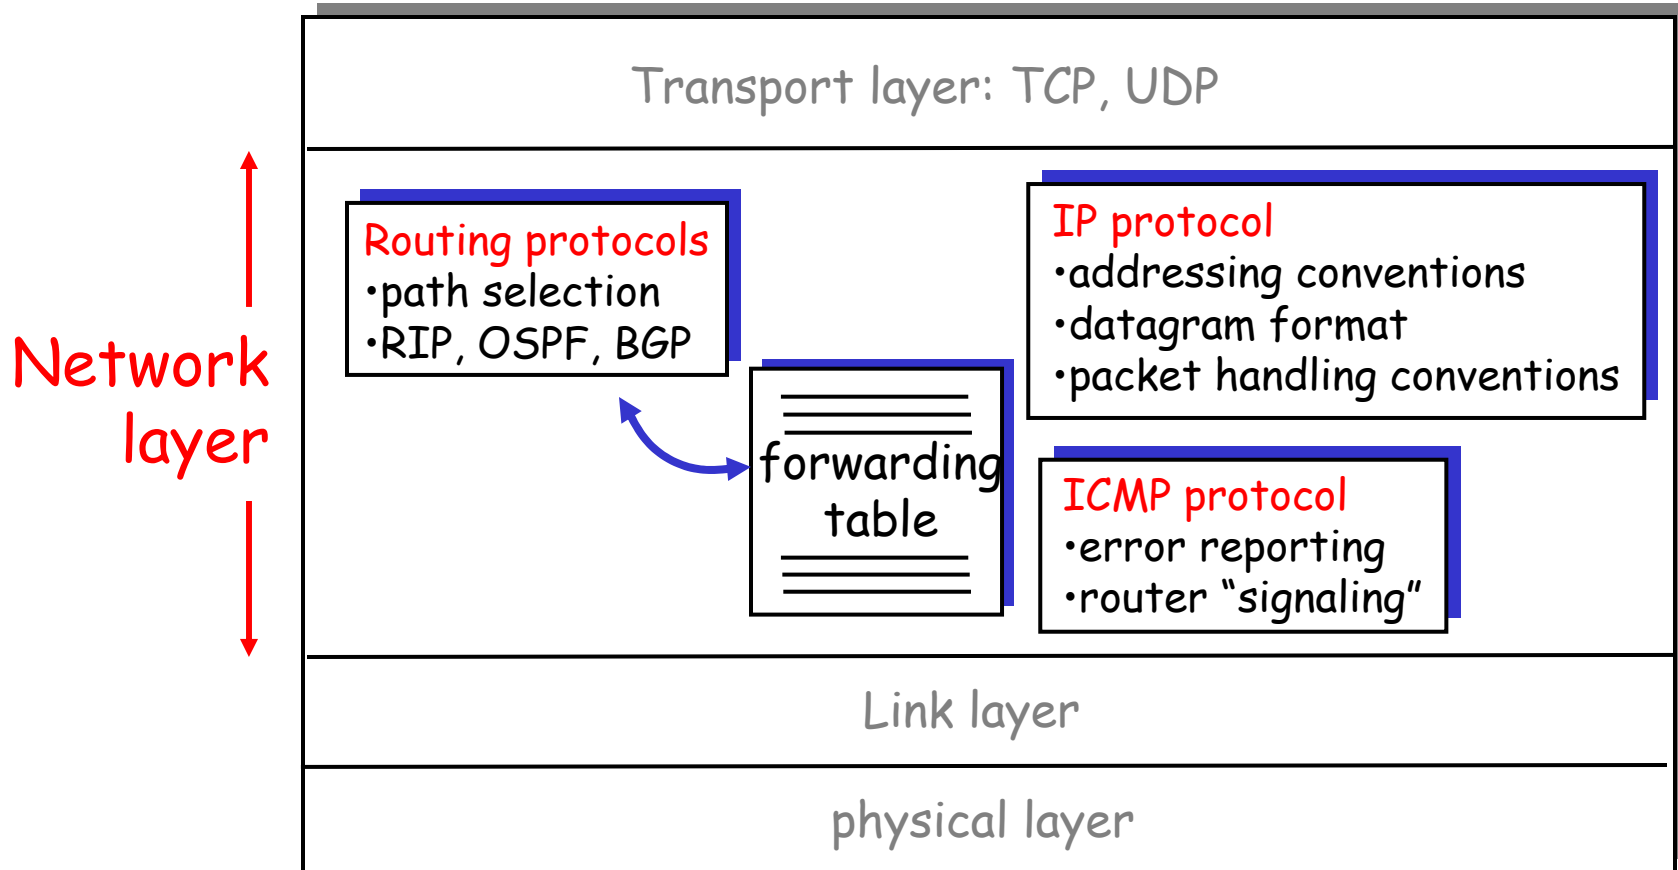 Transport layer: TCP, UDP
Network
layer
Routing protocols
•path selection
•RIP, OSPF, BGP
forwarding
table
IP protocol
•addressing conventions
•datagram format
•packet handling conventions
ICMP protocol
•error reporting
•router “signaling”
Link layer
physical layer